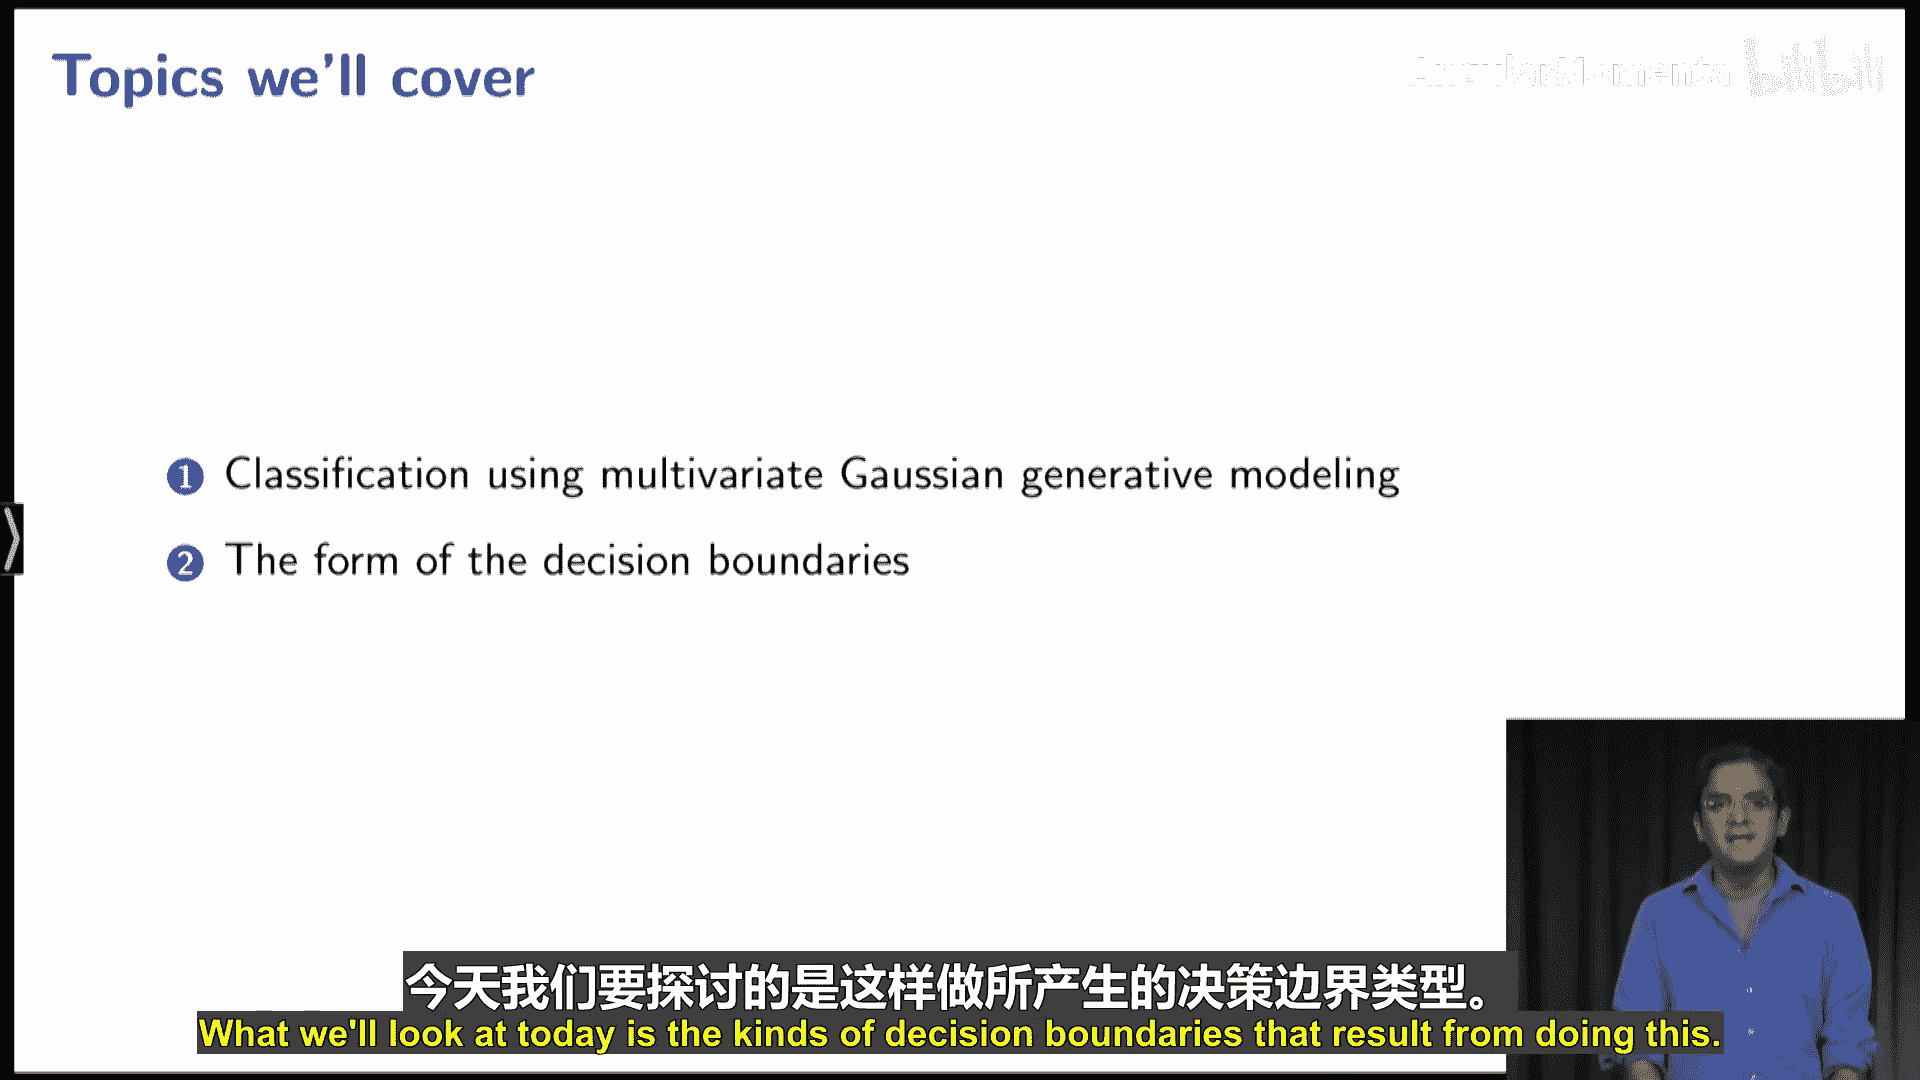 Topics we'll cover
bilibili
1 Classification using multivariate Gaussian generative modeling
2 The form of the decision boundaries
今天我们要探讨的是这样做所产生的决策边界类型。
What we'll look at today is the kinds of decision boundaries that result from doing this.